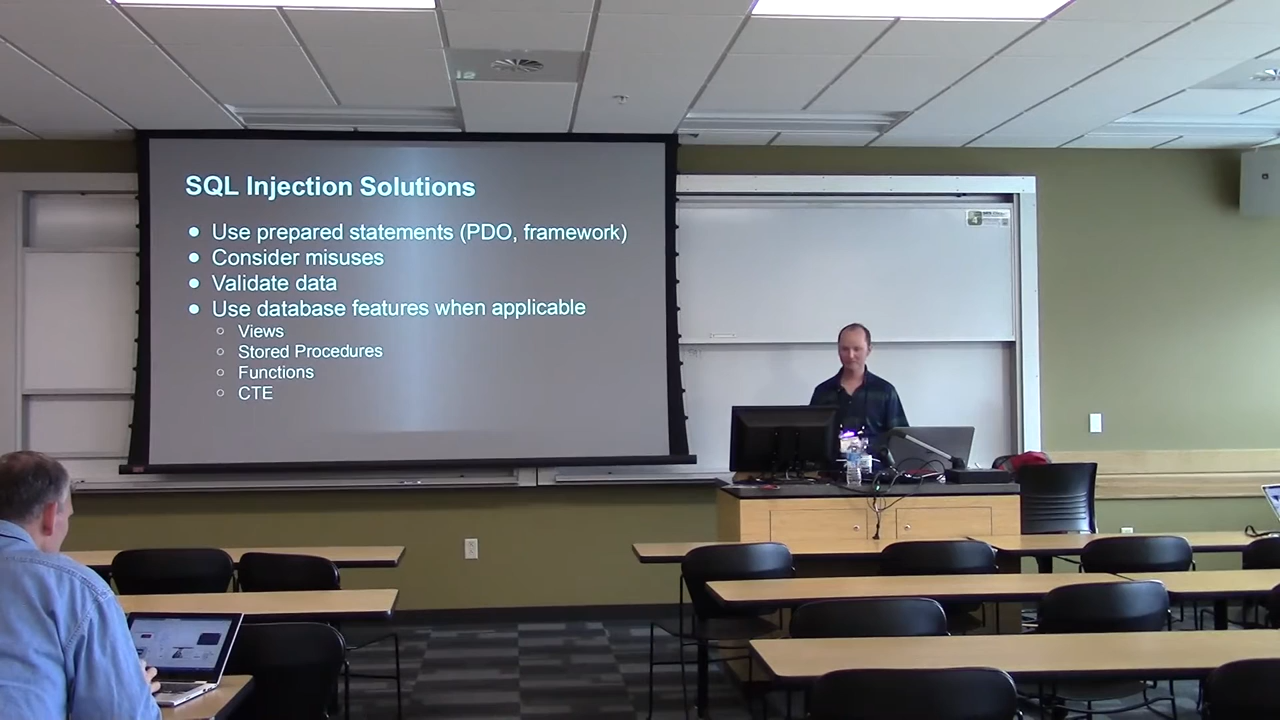 SQL Injection Solutions
● Use prepared statements (PDO, framework)
● Consider misuses
● Validate data
● Use database features when applicable
○ Views
○ Stored Procedures
○ Functions
○ CTE